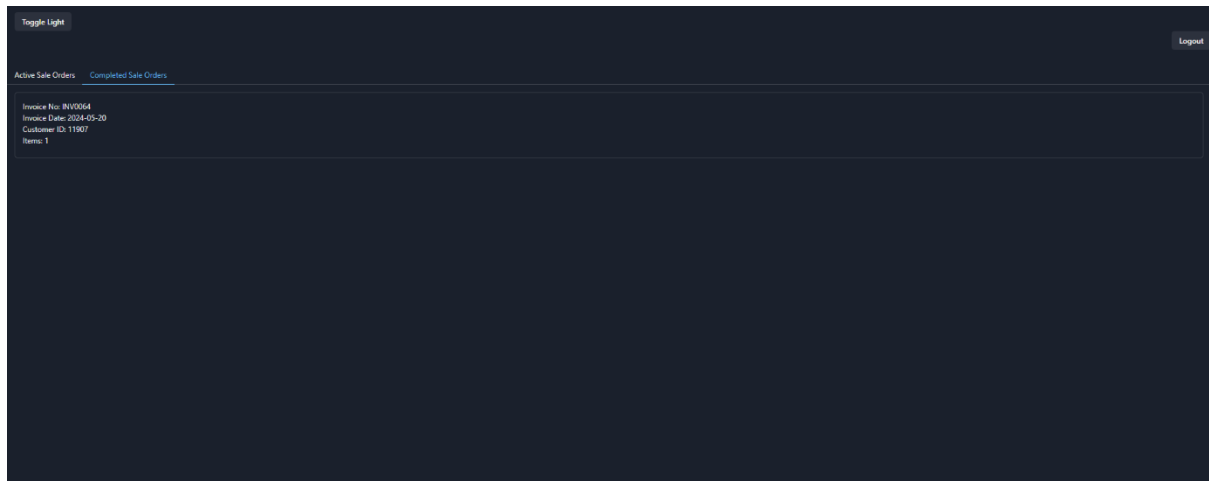 Toggle Light
Logout
Active Sale Orders Completed Sale Orders
Invoice No: INV0064
Invoice Date: 2024-05-20
Customer ID: 11907
Items: 1